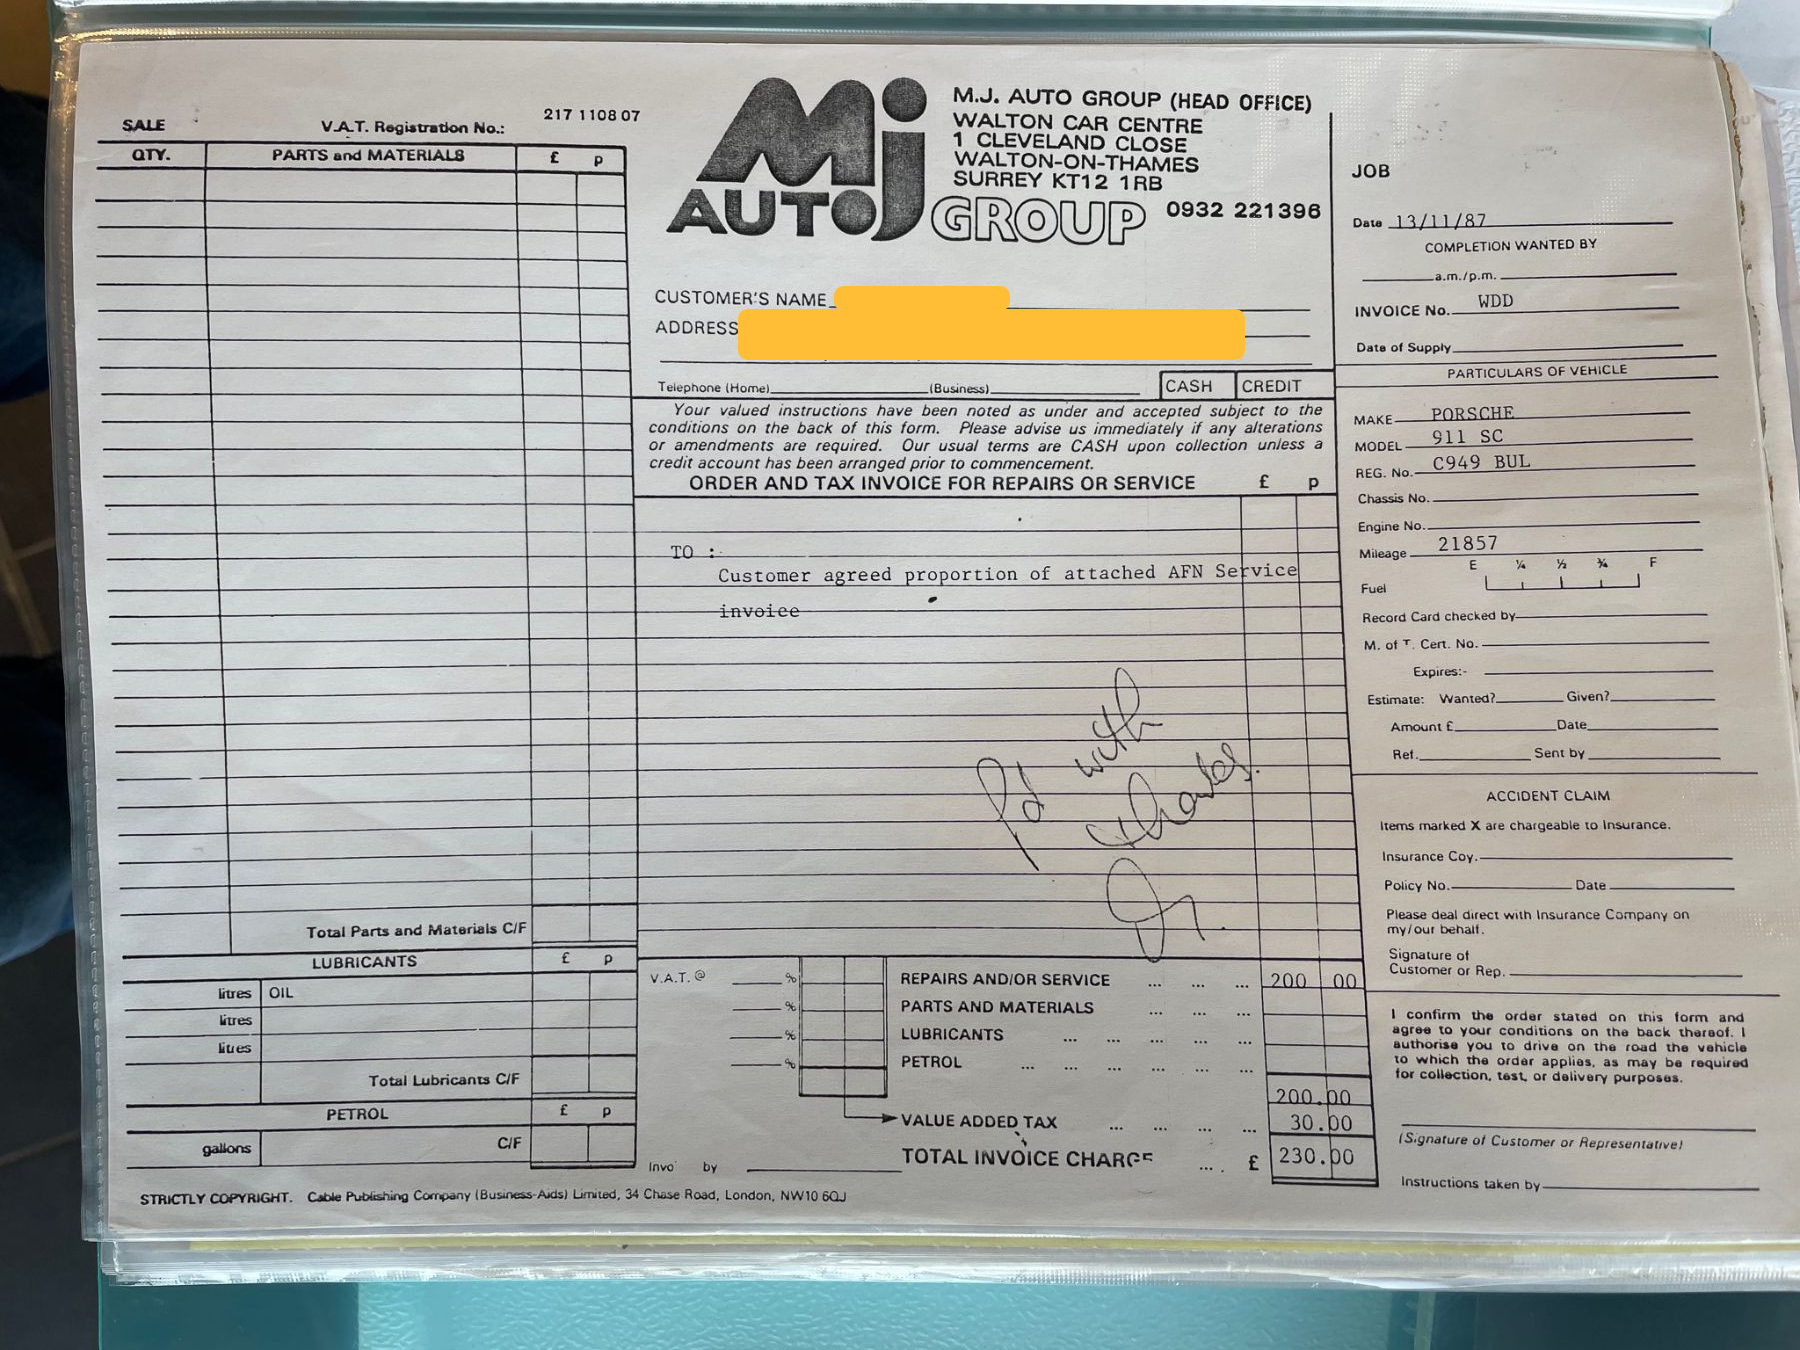 SALE
V.A.T. Registration No.: 217 1108 07
QTY. PARTS and MATERIALS £ p
Total Parts and Materials C/F
LUBRICANTS £ p
litres OIL
litres
litres
Total Lubricants C/F
PETROL £ p
gallons C/F
MJ
AUTO GROUP
M.J. AUTO GROUP (HEAD OFFICE)
WALTON CAR CENTRE
1 CLEVELAND CLOSE
WALTON-ON-THAMES
SURREY KT12 1RB
0932 221396
CUSTOMER'S NAME
ADDRESS
Telephone (Home) (Business) CASH CREDIT
Your valued instructions have been noted as under and accepted subject to the
conditions on the back of this form. Please advise us immediately if any alterations
or amendments are required. Our usual terms are CASH upon collection unless a
credit account has been arranged prior to commencement.
ORDER AND TAX INVOICE FOR REPAIRS OR SERVICE £ p
TO :
Customer agreed proportion of attached AFN Service
invoice
Pd with
thanks.
V.A.T. @ %
%
%
%
REPAIRS AND/OR SERVICE ... ... ... 200 00
PARTS AND MATERIALS ... ... ...
LUBRICANTS ... ... ... ... ...
PETROL ... ... ... ... ... ...
200.00
VALUE ADDED TAX ... ... ... ... 30.00
TOTAL INVOICE CHARGE .... £ 230.00
Invo by
STRICTLY COPYRIGHT. Cable Publishing Company (Business-Aids) Limited, 34 Chase Road, London, NW10 6QJ
JOB
Date 13/11/87
COMPLETION WANTED BY
a.m./p.m.
INVOICE No. WDD
Date of Supply
PARTICULARS OF VEHICLE
MAKE PORSCHE
MODEL 911 SC
REG. No. C949 BUL
Chassis No.
Engine No.
Mileage 21857
Fuel E ¼ ½ ¾ F
Record Card checked by
M. of T. Cert. No.
Expires:-
Estimate: Wanted? Given?
Amount £ Date
Ref. Sent by
ACCIDENT CLAIM
Items marked X are chargeable to Insurance.
Insurance Coy.
Policy No. Date
Please deal direct with Insurance Company on
my/our behalf.
Signature of
Customer or Rep.
I confirm the order stated on this form and
agree to your conditions on the back thereof. I
authorise you to drive on the road the vehicle
to which the order applies, as may be required
for collection, test, or delivery purposes.
(Signature of Customer or Representative)
Instructions taken by